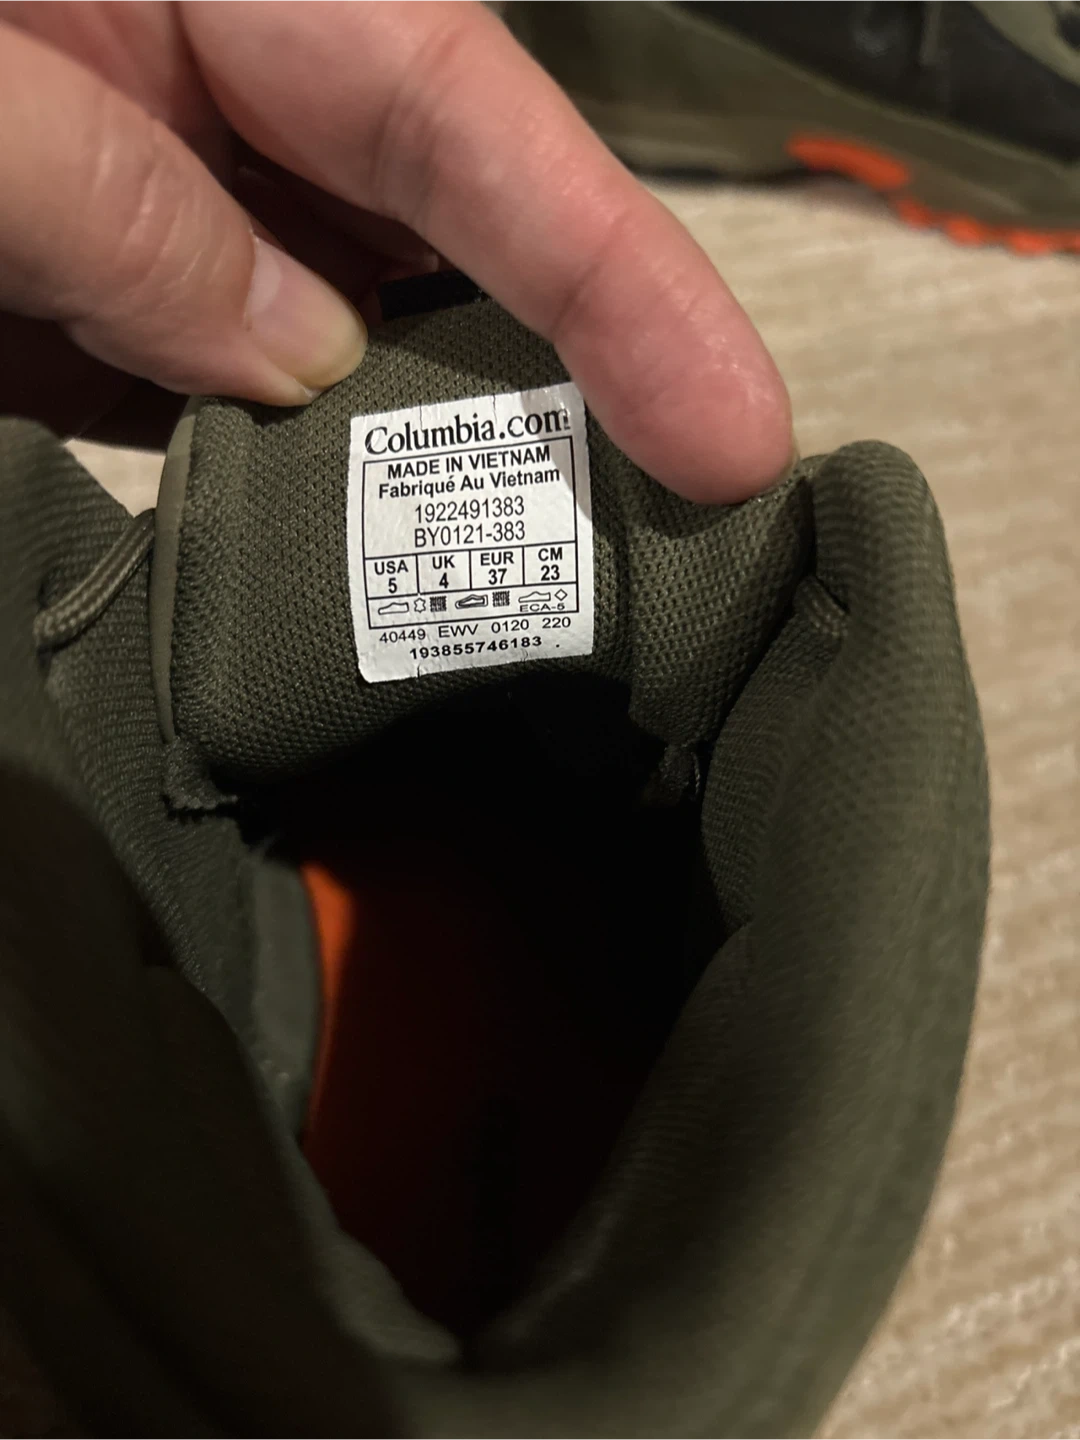 Columbia.com
MADE IN VIETNAM
Fabriqué Au Vietnam
1922491383
BY0121-383
USA UK EUR CM
5 4 37 23
ECA-5
40449 EWV 0120 220
193855746183 .